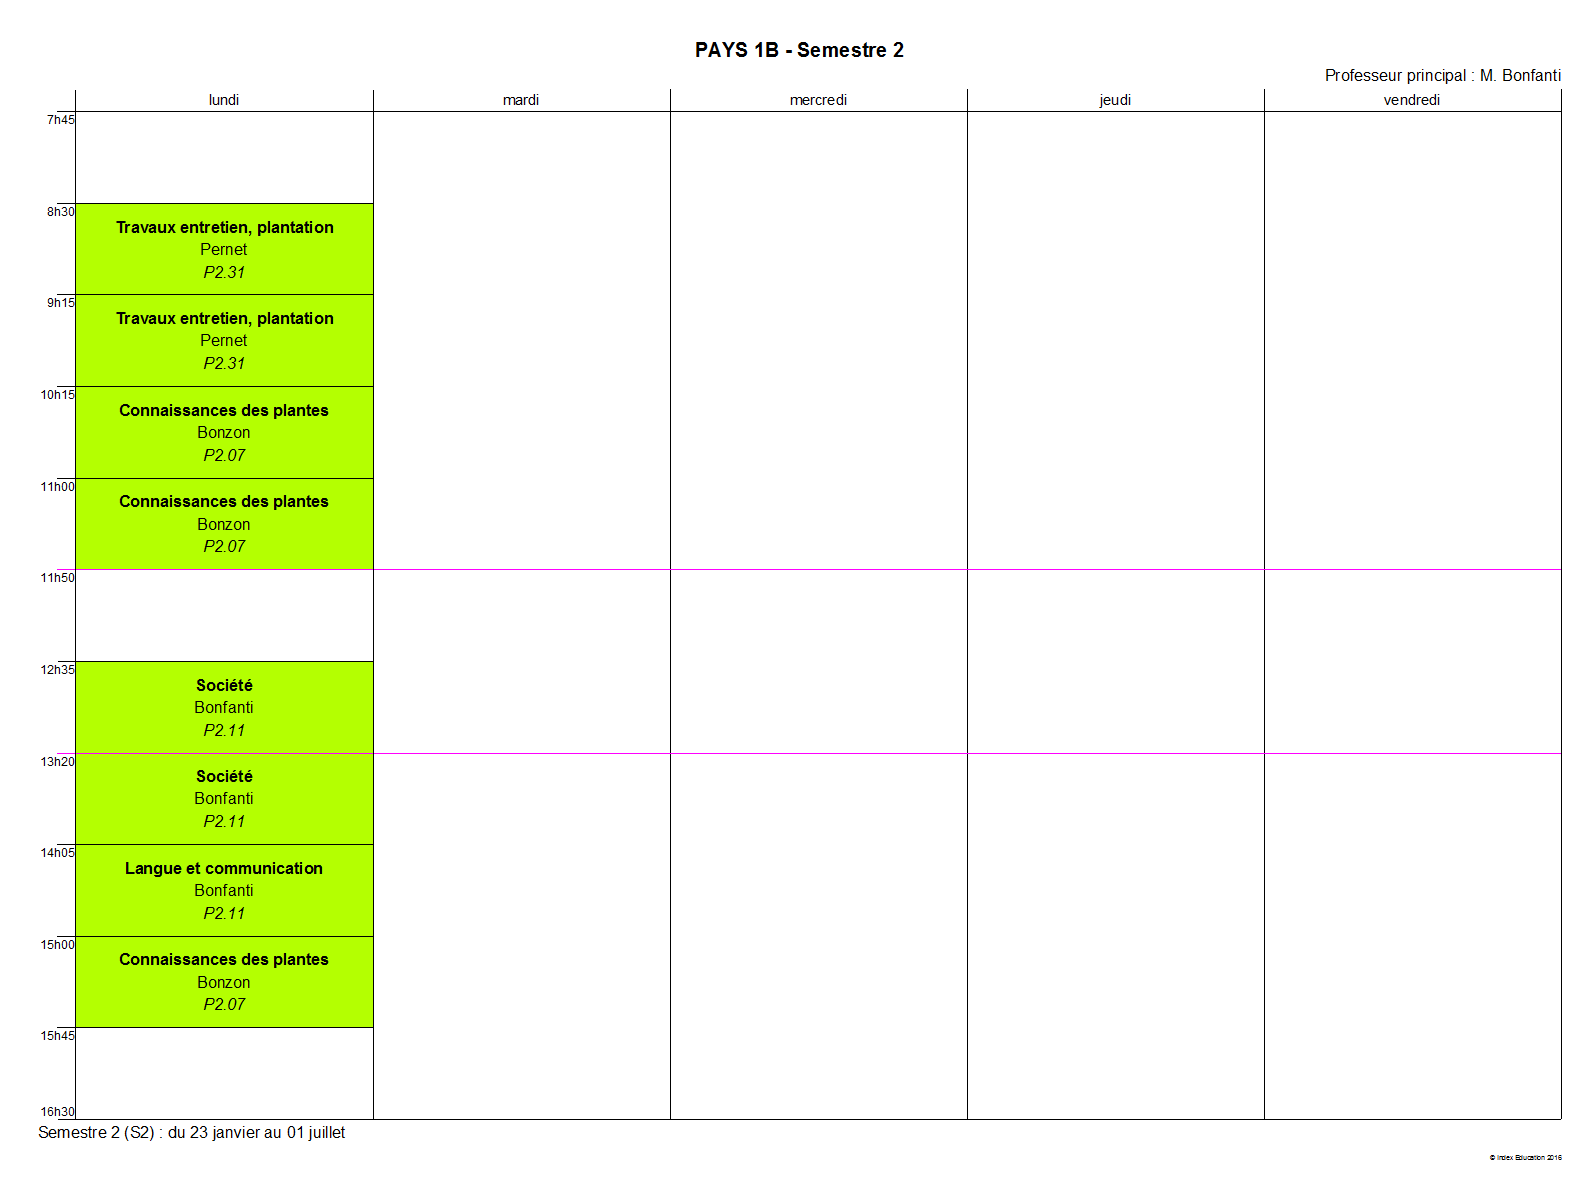 PAYS 1B - Semestre 2
Professeur principal : M. Bonfanti
lundi mardi mercredi jeudi vendredi
7h45
8h30
Travaux entretien, plantation
Pernet
P2.31
9h15
Travaux entretien, plantation
Pernet
P2.31
10h15
Connaissances des plantes
Bonzon
P2.07
11h00
Connaissances des plantes
Bonzon
P2.07
11h50
12h35
Société
Bonfanti
P2.11
13h20
Société
Bonfanti
P2.11
14h05
Langue et communication
Bonfanti
P2.11
15h00
Connaissances des plantes
Bonzon
P2.07
15h45
16h30
Semestre 2 (S2) : du 23 janvier au 01 juillet
© Index Education 2016